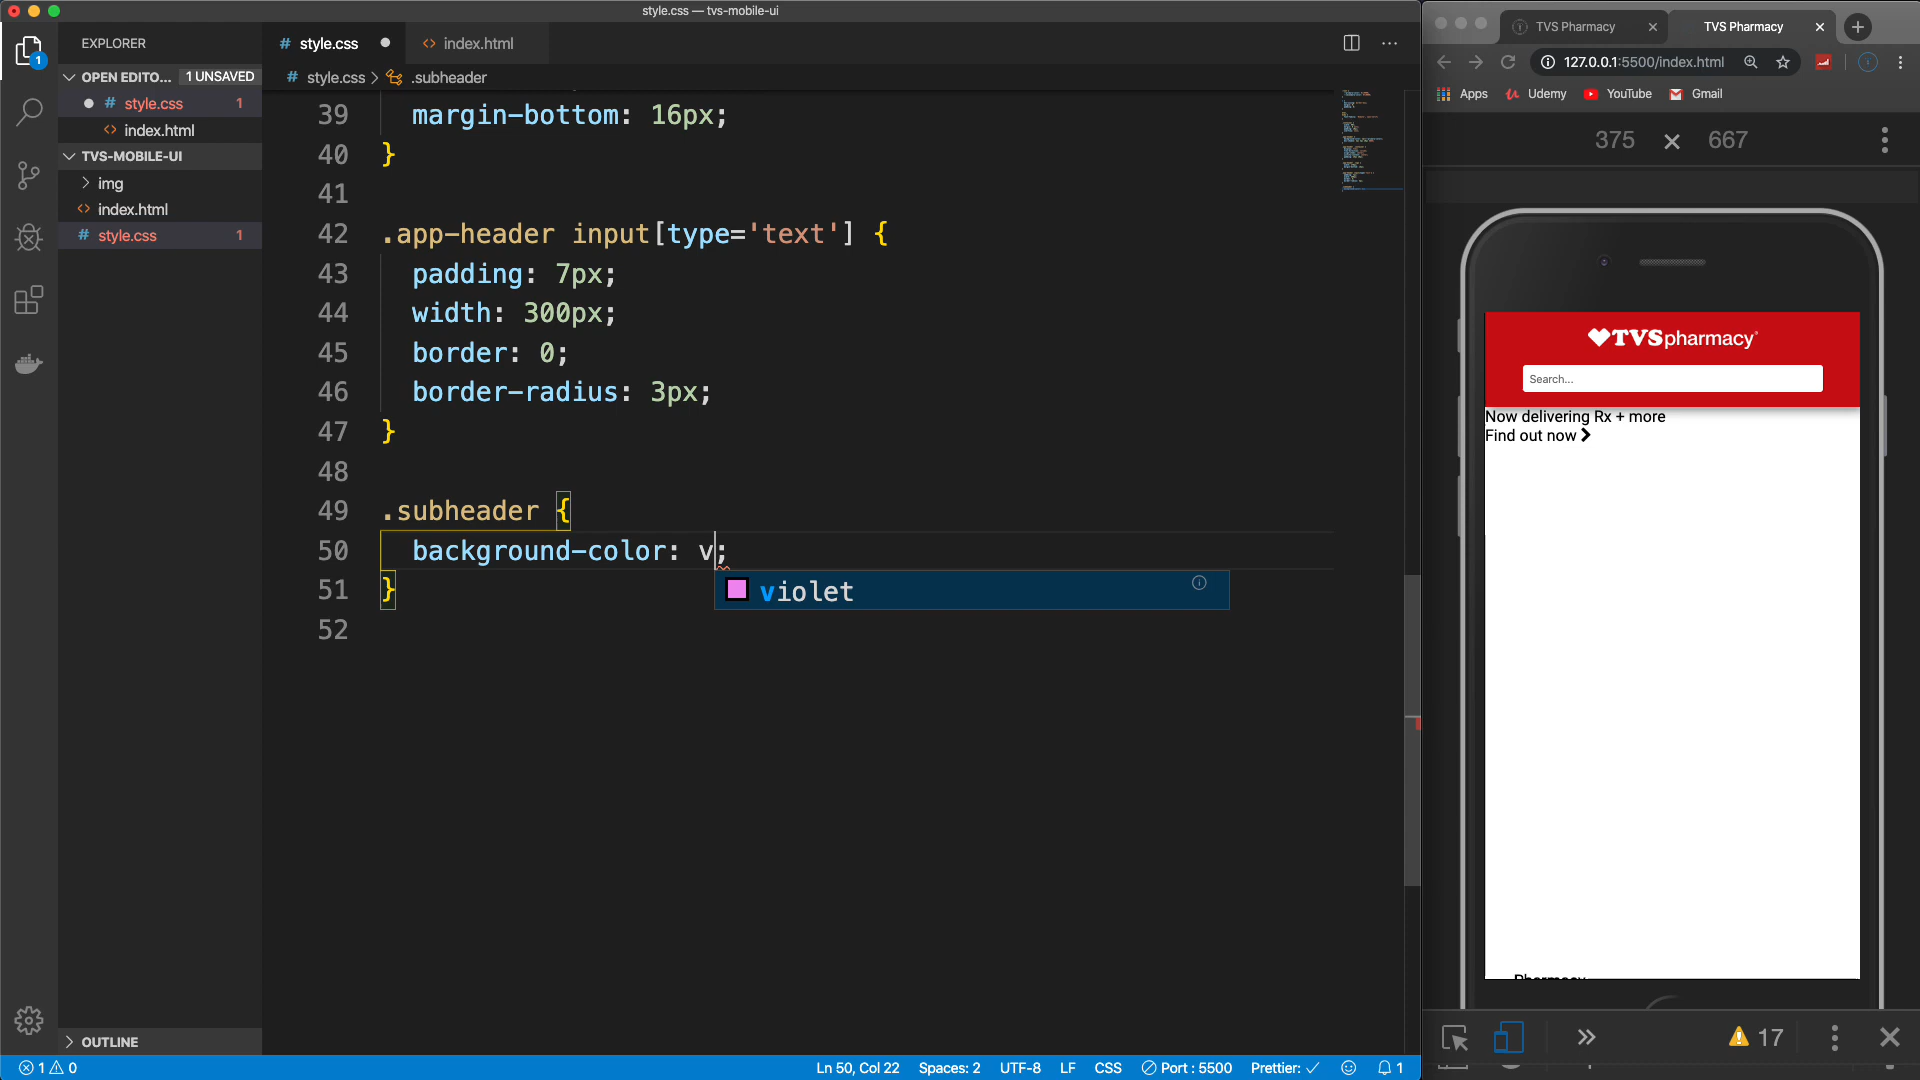 style.css — tvs-mobile-ui
EXPLORER
OPEN EDITO... 1 UNSAVED
style.css 1
index.html
TVS-MOBILE-UI
img
index.html
style.css 1
OUTLINE
# style.css
<> index.html
# style.css > .subheader
39 margin-bottom: 16px;
40 }
41
42 .app-header input[type='text'] {
43 padding: 7px;
44 width: 300px;
45 border: 0;
46 border-radius: 3px;
47 }
48
49 .subheader {
50 background-color: v;
51 }
52
violet
1
1 0
Ln 50, Col 22 Spaces: 2 UTF-8 LF CSS Port : 5500 Prettier: ✓ 1
TVS Pharmacy
TVS Pharmacy
127.0.0.1:5500/index.html
Apps Udemy YouTube Gmail
375 × 667
TVSpharmacy
Search...
Now delivering Rx + more
Find out now
17